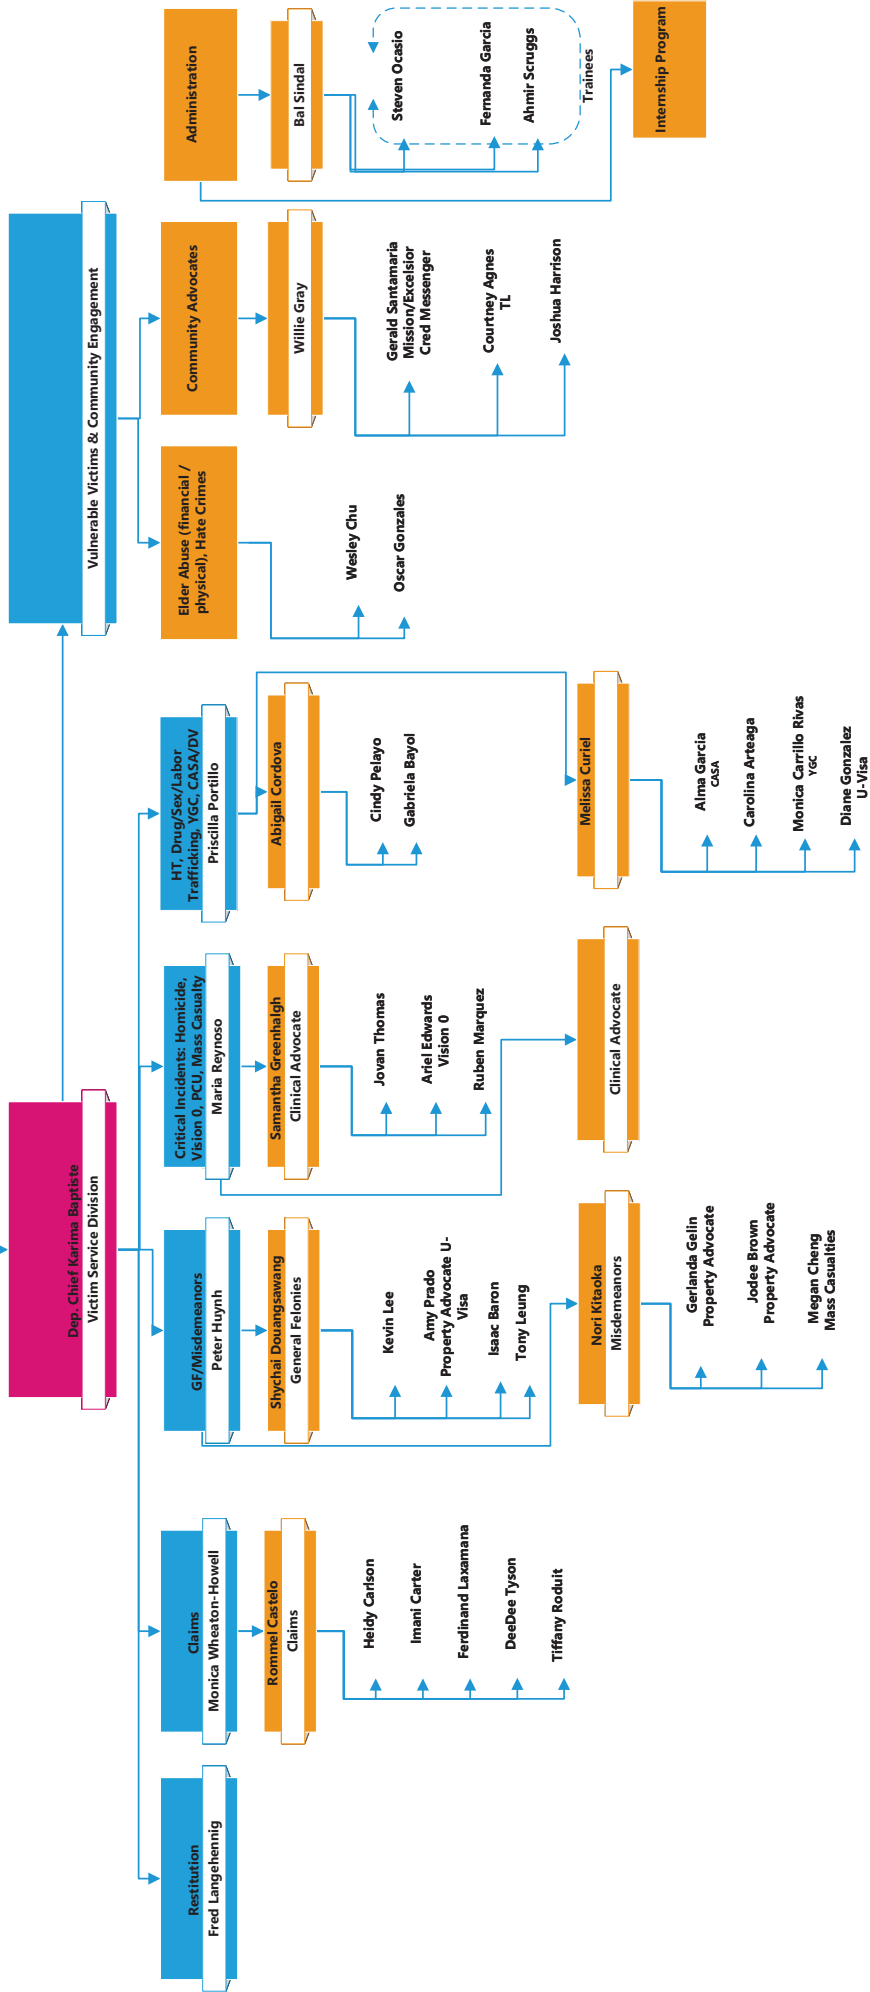 Dep. Chief Karima Baptiste
Victim Service Division
Vulnerable Victims & Community Engagement
Restitution
Fred Langehennig
Claims
Monica Wheaton-Howell
Rommel Castelo
Claims
Heidy Carlson
Imani Carter
Ferdinand Laxamana
DeeDee Tyson
Tiffany Roduit
GF/Misdemeanors
Peter Huynh
Shychai Douangsawang
General Felonies
Kevin Lee
Amy Prado
Property Advocate U-
Visa
Isaac Baron
Tony Leung
Nori Kitaoka
Misdemeanors
Gerlanda Gelin
Property Advocate
Jodee Brown
Property Advocate
Megan Cheng
Mass Casualties
Critical Incidents: Homicide,
Vision 0, PCU, Mass Casualty
Maria Reynoso
Samantha Greenhalgh
Clinical Advocate
Jovan Thomas
Ariel Edwards
Vision 0
Ruben Marquez
Clinical Advocate
HT, Drug/Sex/Labor
Trafficking, YGC, CASA/DV
Priscilla Portillo
Abigail Cordova
Cindy Pelayo
Gabriela Bayol
Melissa Curiel
Alma Garcia
CASA
Carolina Arteaga
Monica Carrillo Rivas
YGC
Diane Gonzalez
U-Visa
Elder Abuse (financial /
physical), Hate Crimes
Wesley Chu
Oscar Gonzales
Community Advocates
Willie Gray
Gerald Santamaria
Mission/Excelsior
Cred Messenger
Courtney Agnes
TL
Joshua Harrison
Administration
Bal Sindal
Steven Ocasio
Fernanda Garcia
Ahmir Scruggs
Trainees
Internship Program